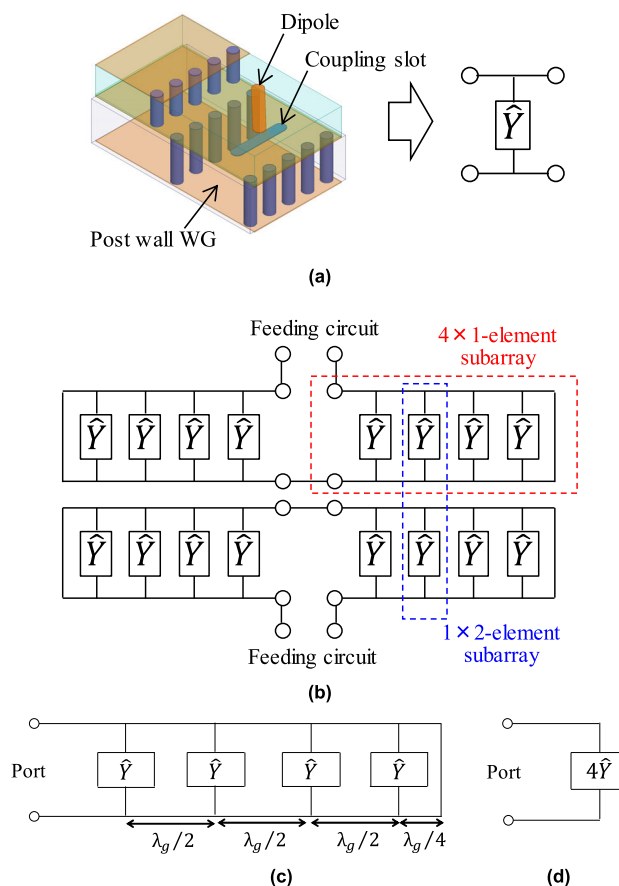 Dipole
Coupling slot
Ŷ
Post wall WG
(a)
Feeding circuit
4×1-element
subarray
Ŷ Ŷ Ŷ Ŷ Ŷ Ŷ Ŷ Ŷ
Ŷ Ŷ Ŷ Ŷ Ŷ Ŷ Ŷ Ŷ
Feeding circuit
1×2-element
subarray
(b)
Port Ŷ Ŷ Ŷ Ŷ
λg/2 λg/2 λg/2 λg/4
(c)
Port 4Ŷ
(d)